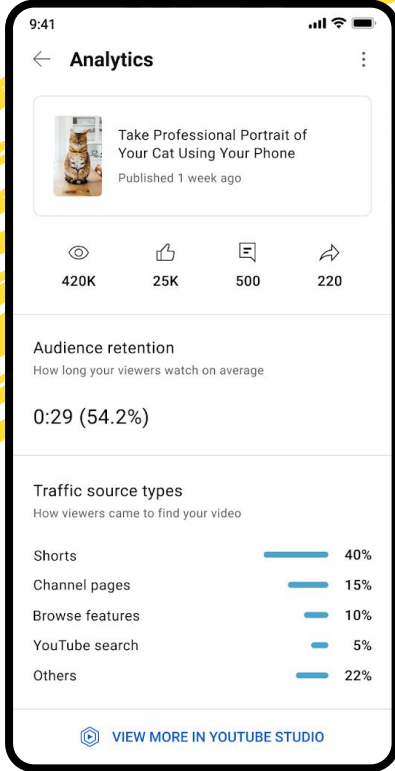 9:41
Analytics
Take Professional Portrait of
Your Cat Using Your Phone
Published 1 week ago
420K 25K 500 220
Audience retention
How long your viewers watch on average
0:29 (54.2%)
Traffic source types
How viewers came to find your video
Shorts 40%
Channel pages 15%
Browse features 10%
YouTube search 5%
Others 22%
VIEW MORE IN YOUTUBE STUDIO